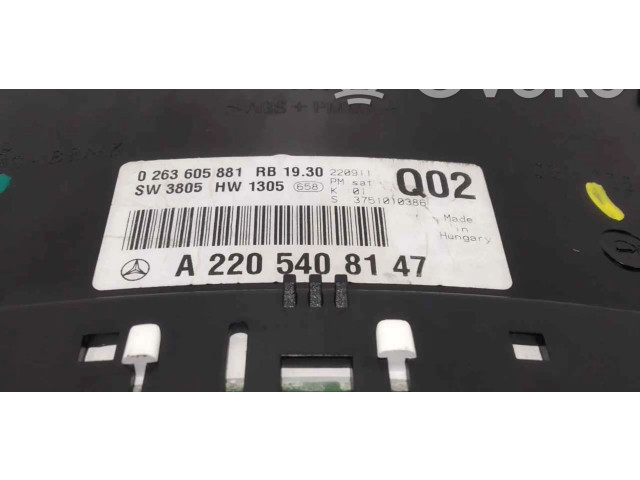 0 263 605 881 RB 19.30 220911
SW 3805 HW 1305 658 PM sat
K 01
S 3751010386
Q02
Made
in
Hungary
A 220 540 81 47